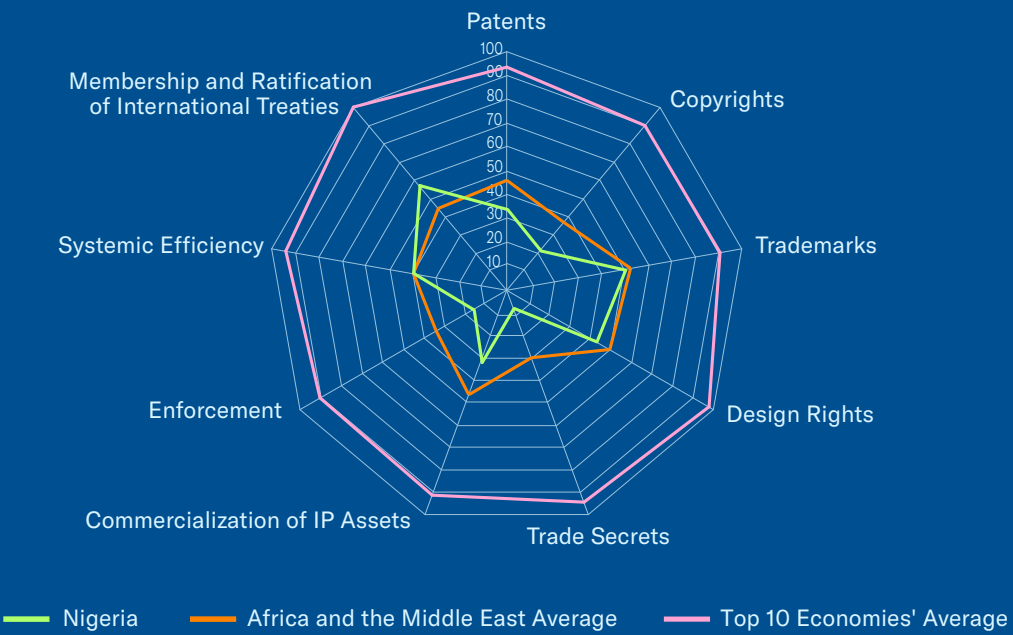 Patents
100
90
80
70
60
50
40
30
20
10
Membership and Ratification
of International Treaties
Copyrights
Systemic Efficiency
Trademarks
Enforcement
Design Rights
Commercialization of IP Assets
Trade Secrets
Nigeria
Africa and the Middle East Average
Top 10 Economies' Average